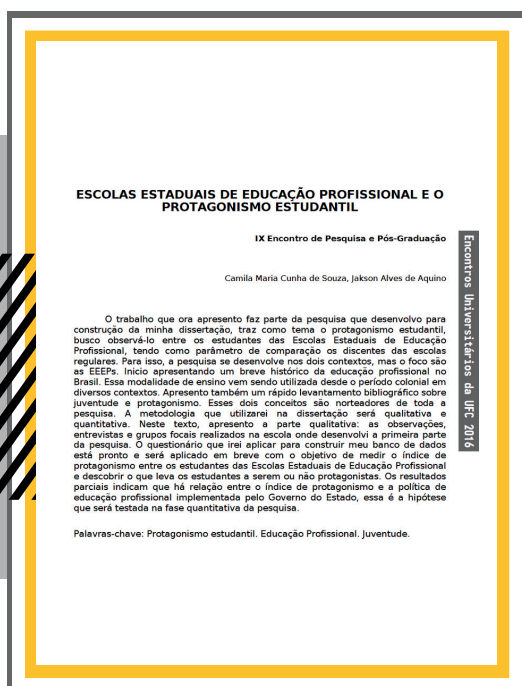 ESCOLAS ESTADUAIS DE EDUCAÇÃO PROFISSIONAL E O
PROTAGONISMO ESTUDANTIL
IX Encontro de Pesquisa e Pós-Graduação
Camila Maria Cunha de Souza, Jakson Alves de Aquino
O trabalho que ora apresento faz parte da pesquisa que desenvolvo para
construção da minha dissertação, traz como tema o protagonismo estudantil,
busco observá-lo entre os estudantes das Escolas Estaduais de Educação
Profissional, tendo como parâmetro de comparação os discentes das escolas
regulares. Para isso, a pesquisa se desenvolve nos dois contextos, mas o foco são
as EEEPs. Inicio apresentando um breve histórico da educação profissional no
Brasil. Essa modalidade de ensino vem sendo utilizada desde o período colonial em
diversos contextos. Apresento também um rápido levantamento bibliográfico sobre
juventude e protagonismo. Esses dois conceitos são norteadores de toda a
pesquisa. A metodologia que utilizarei na dissertação será qualitativa e
quantitativa. Neste texto, apresento a parte qualitativa: as observações,
entrevistas e grupos focais realizados na escola onde desenvolvi a primeira parte
da pesquisa. O questionário que irei aplicar para construir meu banco de dados
está pronto e será aplicado em breve com o objetivo de medir o índice de
protagonismo entre os estudantes das Escolas Estaduais de Educação Profissional
e descobrir o que leva os estudantes a serem ou não protagonistas. Os resultados
parciais indicam que há relação entre o índice de protagonismo e a política de
educação profissional implementada pelo Governo do Estado, essa é a hipótese
que será testada na fase quantitativa da pesquisa.
Palavras-chave: Protagonismo estudantil. Educação Profissional. Juventude.
Encontros Universitários da UFC 2016